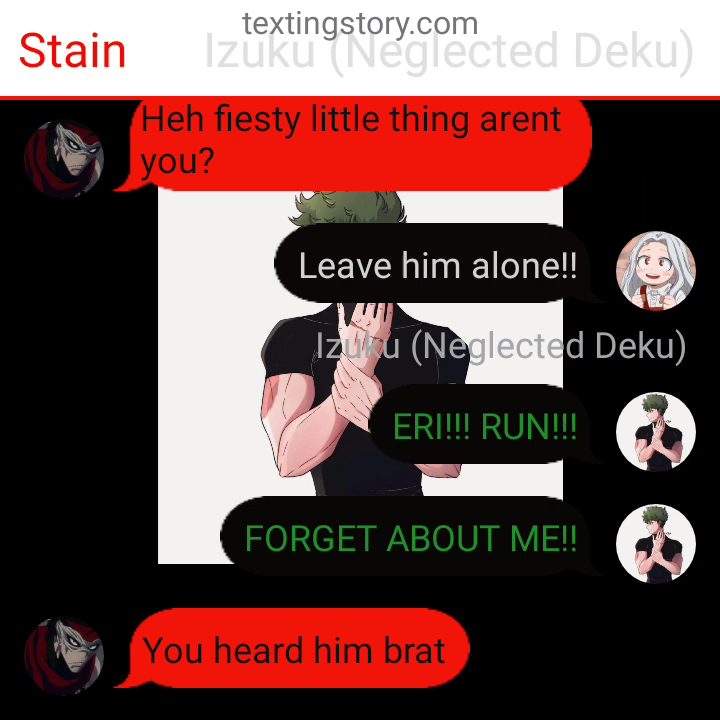 textingstory.com
Stain
Izuku (Neglected Deku)
Heh fiesty little thing arent
you?
Leave him alone!!
Izuku (Neglected Deku)
ERI!!! RUN!!!
FORGET ABOUT ME!!
You heard him brat